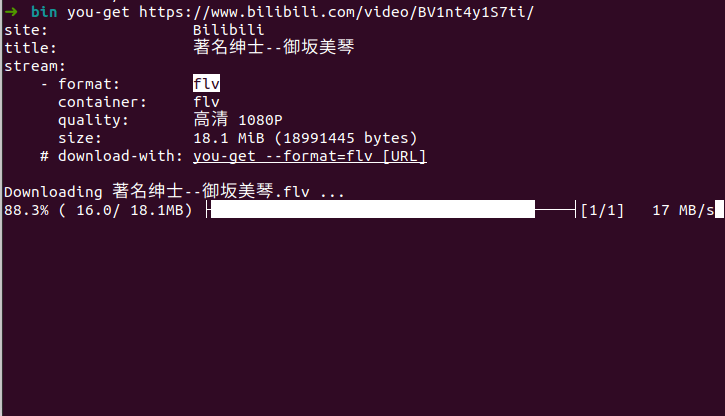 ➜ bin you-get https://www.bilibili.com/video/BV1nt4y1S7ti/
site: Bilibili
title: 著名绅士--御坂美琴
stream:
- format: flv
container: flv
quality: 高清 1080P
size: 18.1 MiB (18991445 bytes)
# download-with: you-get --format=flv [URL]
Downloading 著名绅士--御坂美琴.flv ...
88.3% ( 16.0/ 18.1MB) [1/1] 17 MB/s